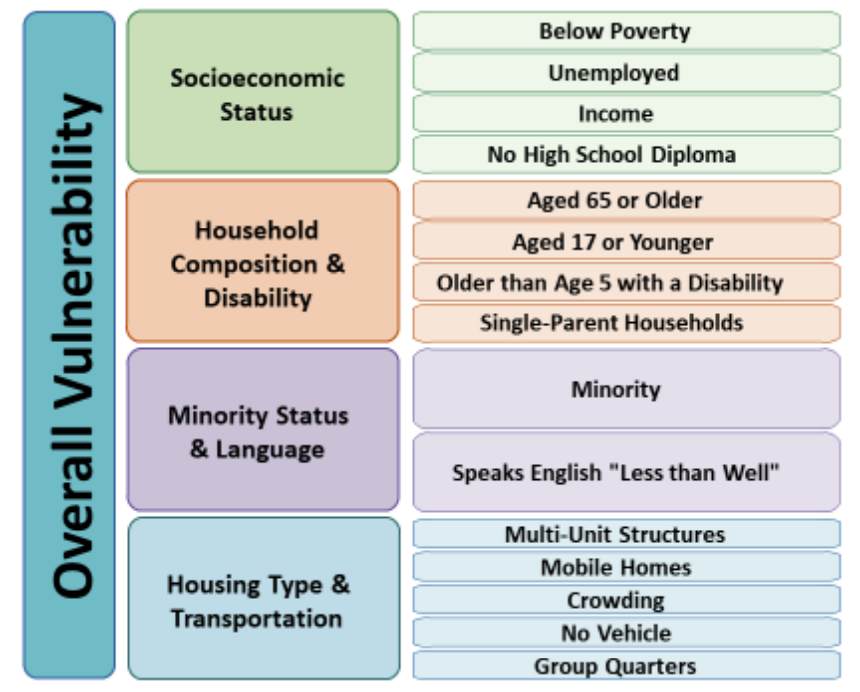 Overall Vulnerability
Socioeconomic
Status
Below Poverty
Unemployed
Income
No High School Diploma
Household
Composition &
Disability
Aged 65 or Older
Aged 17 or Younger
Older than Age 5 with a Disability
Single-Parent Households
Minority Status
& Language
Minority
Speaks English "Less than Well"
Housing Type &
Transportation
Multi-Unit Structures
Mobile Homes
Crowding
No Vehicle
Group Quarters